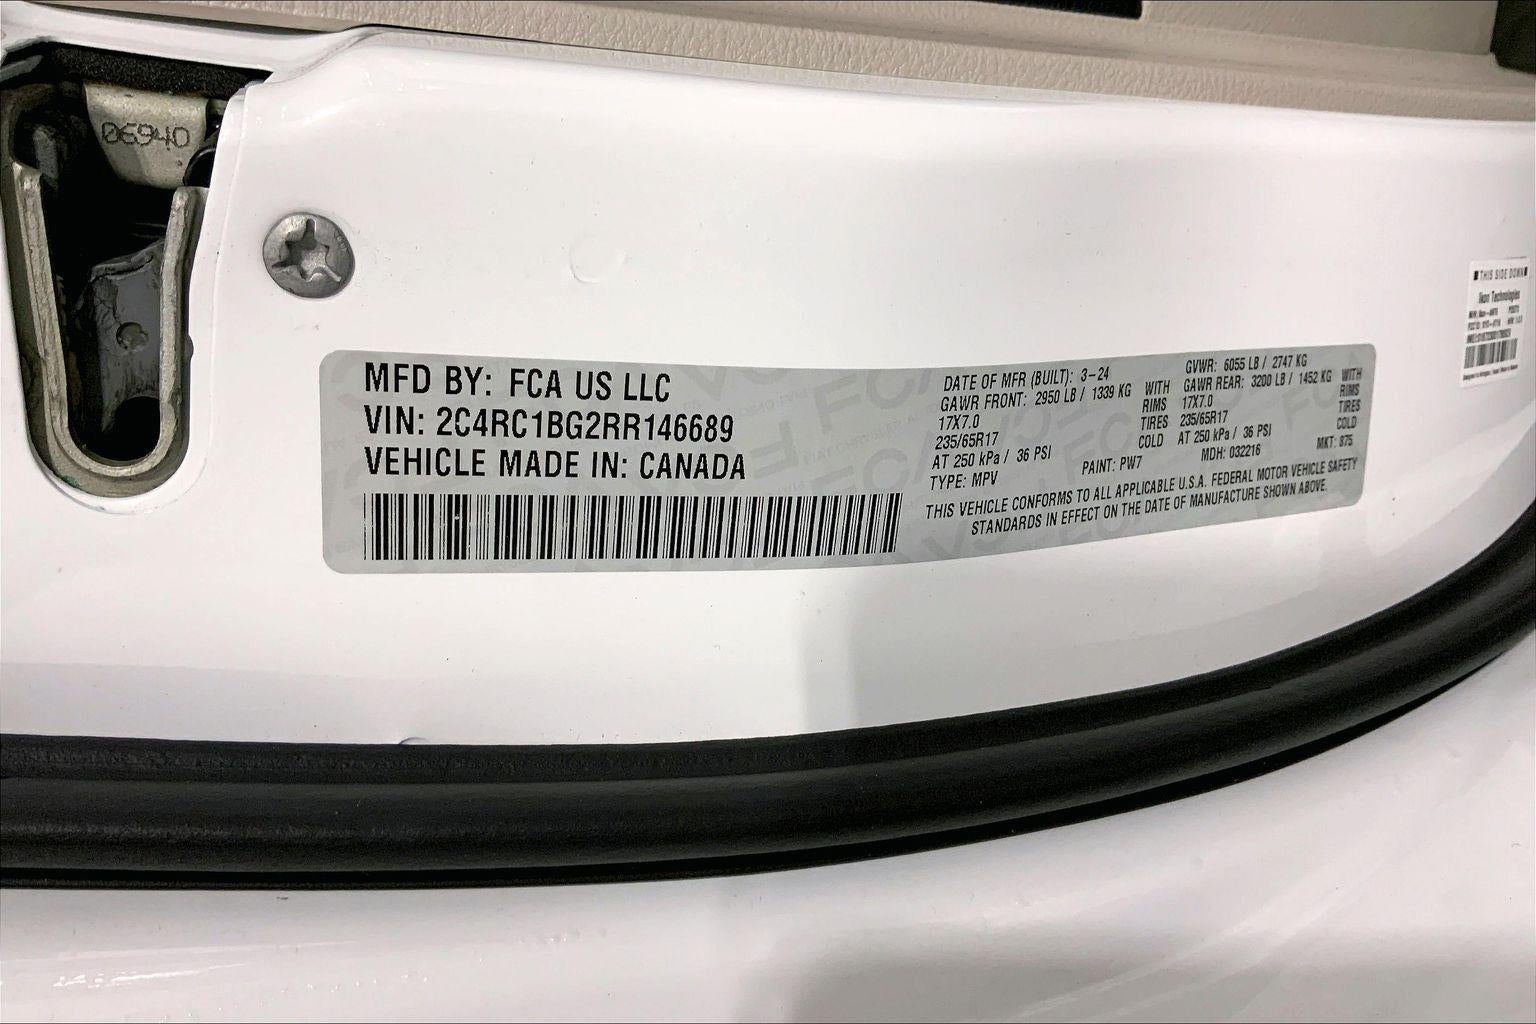 06940
MFD BY: FCA US LLC
VIN: 2C4RC1BG2RR146689
VEHICLE MADE IN: CANADA
DATE OF MFR (BUILT): 3-24
GAWR FRONT: 2950 LB / 1339 KG WITH
17X7.0 RIMS
235/65R17 TIRES
AT 250 kPa / 36 PSI COLD
TYPE: MPV
GVWR: 6055 LB / 2747 KG
GAWR REAR: 3200 LB / 1452 KG WITH
17X7.0 RIMS
235/65R17 TIRES
AT 250 kPa / 36 PSI COLD
PAINT: PW7 MDH: 032216 MKT: 875
THIS VEHICLE CONFORMS TO ALL APPLICABLE U.S.A. FEDERAL MOTOR VEHICLE SAFETY
STANDARDS IN EFFECT ON THE DATE OF MANUFACTURE SHOWN ABOVE.
THIS SIDE DOWN
Technologies